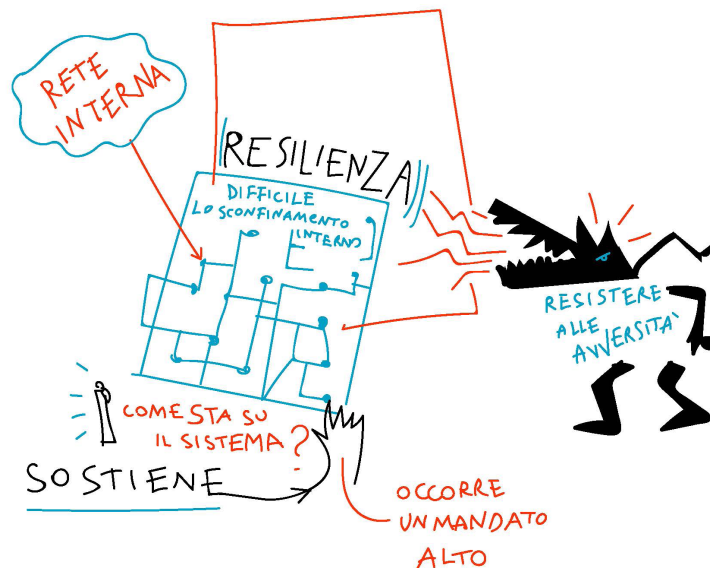 RETE
INTERNA
RESILIENZA
DIFFICILE
LO SCONFINAMENTO
INTERNO
RESISTERE
ALLE
AVVERSITA'
COME STA SU
IL SISTEMA?
SOSTIENE
OCCORRE
UN MANDATO
ALTO